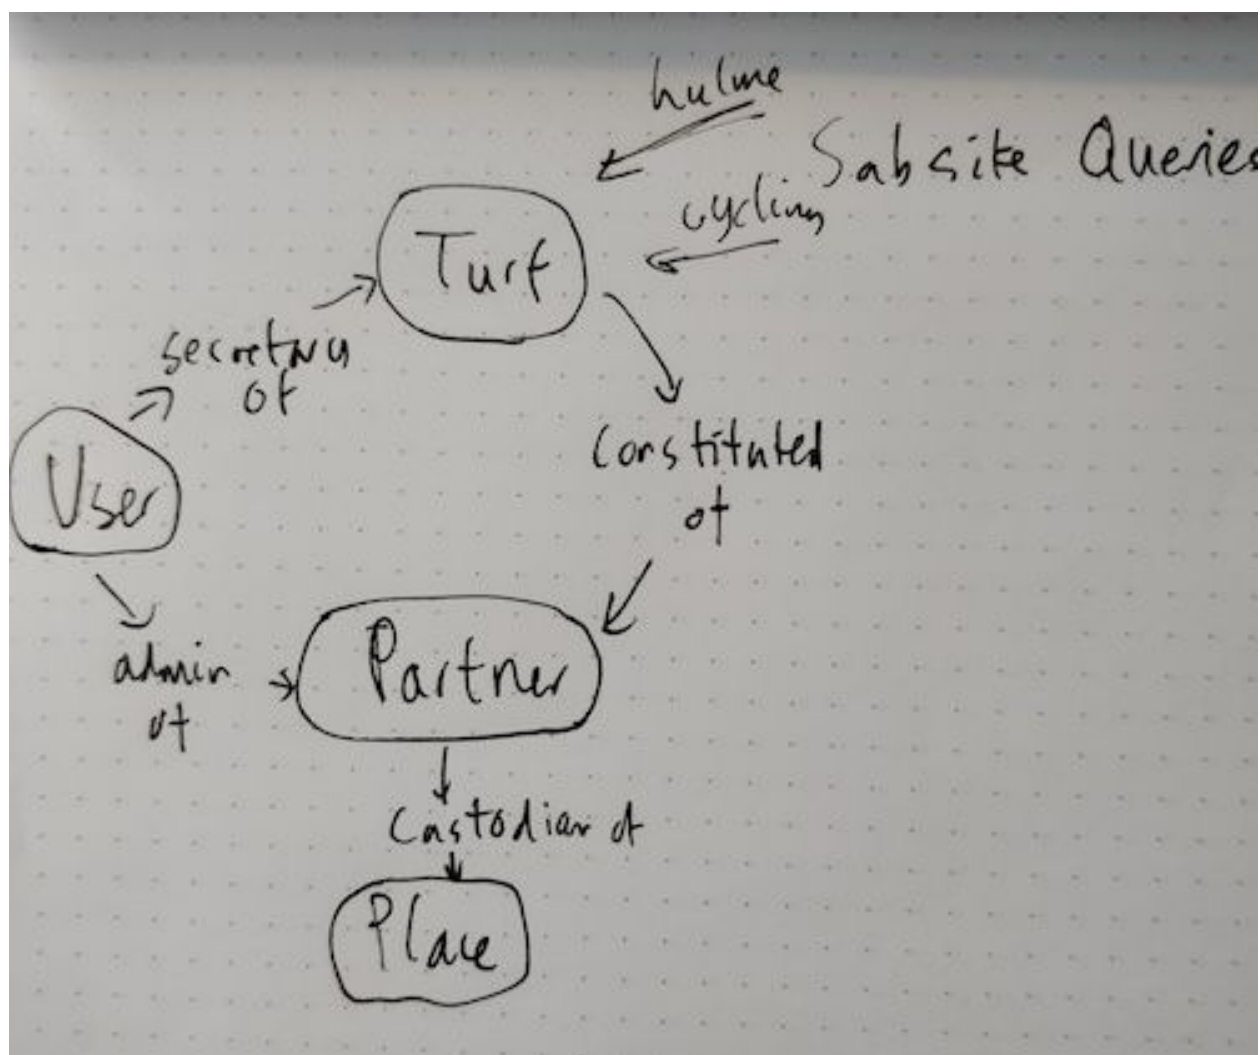 hulme
Subsite Queries
cycling
Turf
secretary
of
User
Constituted
of
Partner
admin
of
Custodian of
Place